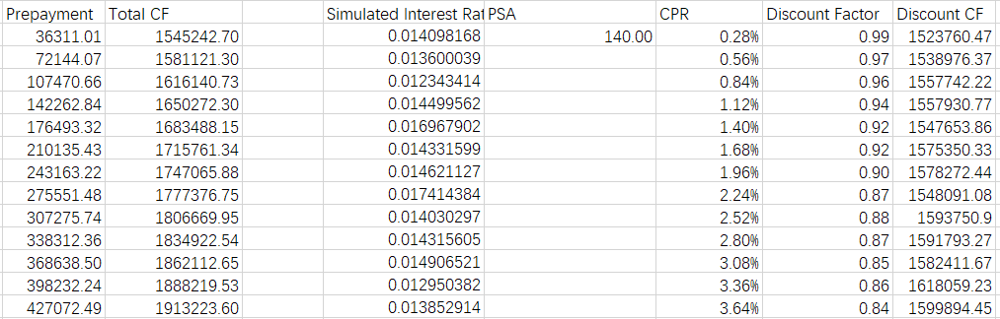 Prepayment Total CF Simulated Interest Rat PSA CPR Discount Factor Discount CF
36311.01 1545242.70 0.014098168 140.00 0.28% 0.99 1523760.47
72144.07 1581121.30 0.013600039 0.56% 0.97 1538976.37
107470.66 1616140.73 0.012343414 0.84% 0.96 1557742.22
142262.84 1650272.30 0.014499562 1.12% 0.94 1557930.77
176493.32 1683488.15 0.016967902 1.40% 0.92 1547653.86
210135.43 1715761.34 0.014331599 1.68% 0.92 1575350.33
243163.22 1747065.88 0.014621127 1.96% 0.90 1578272.44
275551.48 1777376.75 0.017414384 2.24% 0.87 1548091.08
307275.74 1806669.95 0.014030297 2.52% 0.88 1593750.9
338312.36 1834922.54 0.014315605 2.80% 0.87 1591793.27
368638.50 1862112.65 0.014906521 3.08% 0.85 1582411.67
398232.24 1888219.53 0.012950382 3.36% 0.86 1618059.23
427072.49 1913223.60 0.013852914 3.64% 0.84 1599894.45